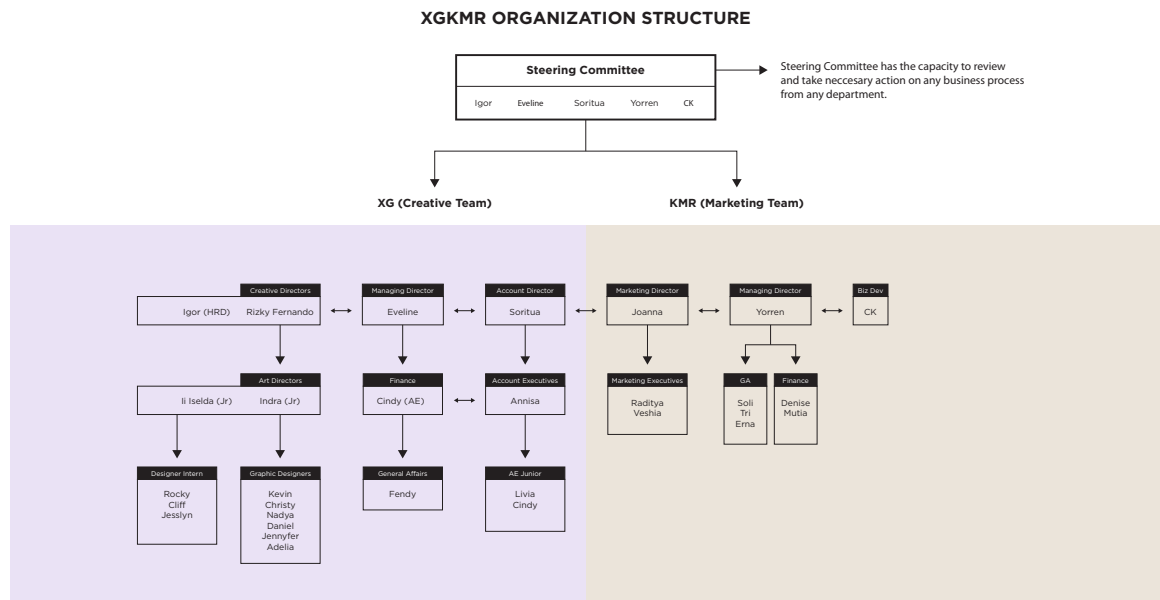 XGKMR ORGANIZATION STRUCTURE
Steering Committee
Igor Eveline Soritua Yorren CK
Steering Committee has the capacity to review
and take neccesary action on any business process
from any department.
XG (Creative Team)
KMR (Marketing Team)
Creative Directors
Igor (HRD) Rizky Fernando
Managing Director
Eveline
Account Director
Soritua
Marketing Director
Joanna
Managing Director
Yorren
Biz Dev
CK
Art Directors
Ii Iselda (Jr) Indra (Jr)
Finance
Cindy (AE)
Account Executives
Annisa
Marketing Executives
Raditya
Veshia
GA
Soli
Tri
Erna
Finance
Denise
Mutia
Designer Intern
Rocky
Cliff
Jesslyn
Graphic Designers
Kevin
Christy
Nadya
Daniel
Jennyfer
Adelia
General Affairs
Fendy
AE Junior
Livia
Cindy